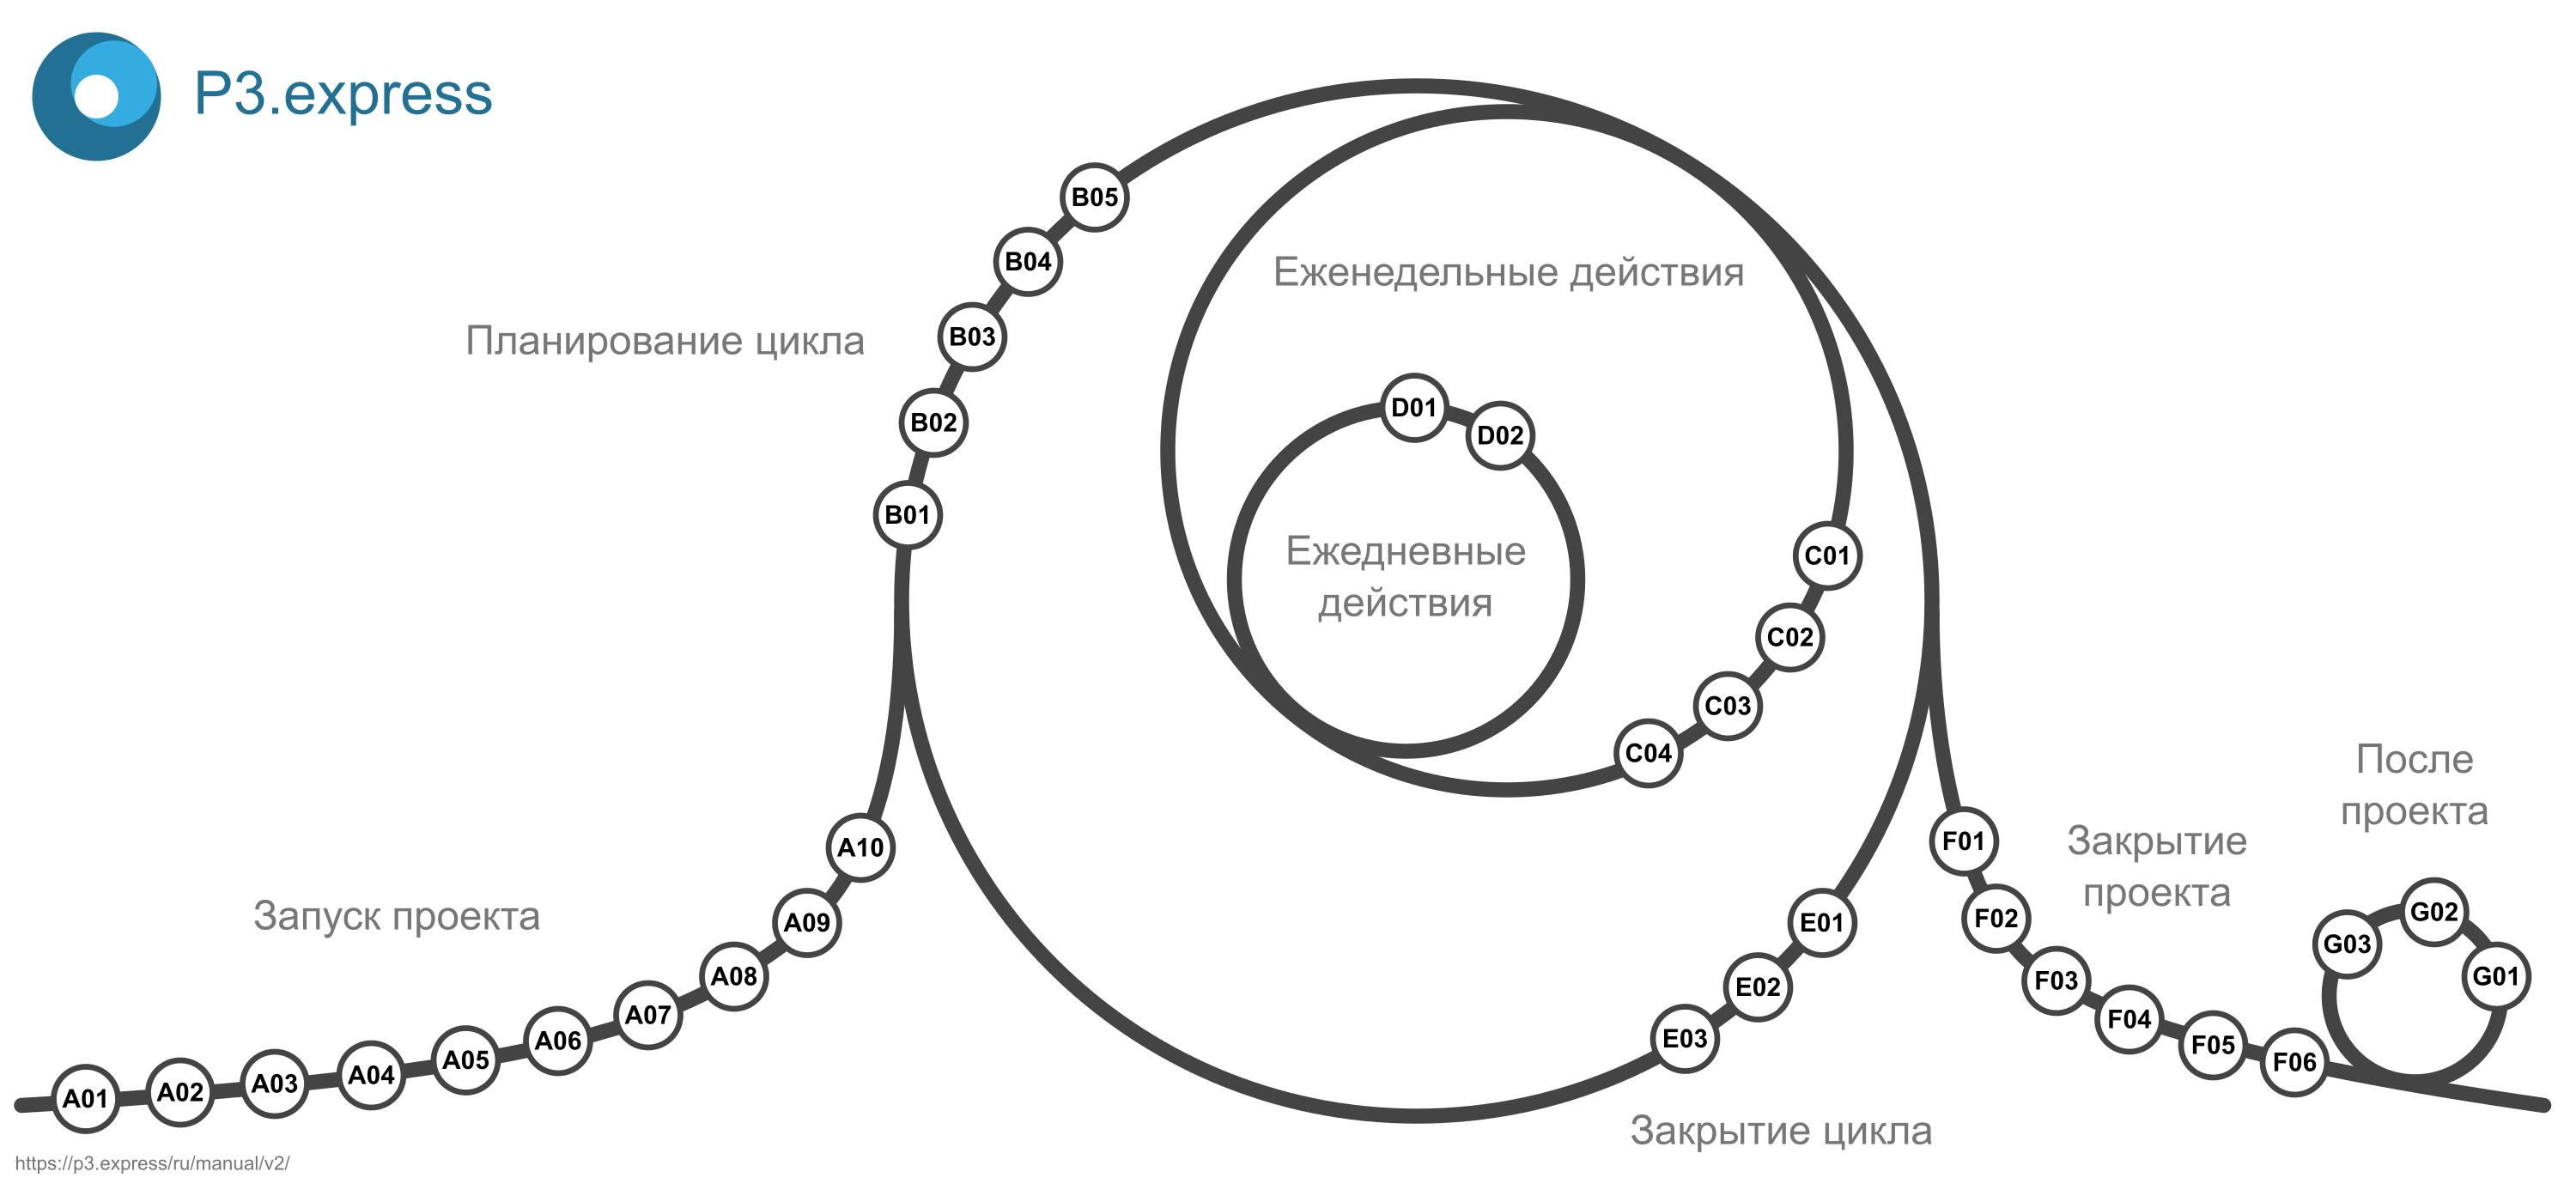 P3.express
Запуск проекта
A01
A02
A03
A04
A05
A06
A07
A08
A09
A10
Планирование цикла
B01
B02
B03
B04
B05
Еженедельные действия
C01
C02
C03
C04
Ежедневные
действия
D01
D02
Закрытие цикла
E01
E02
E03
Закрытие
проекта
F01
F02
F03
F04
F05
F06
После
проекта
G01
G02
G03
https://p3.express/ru/manual/v2/